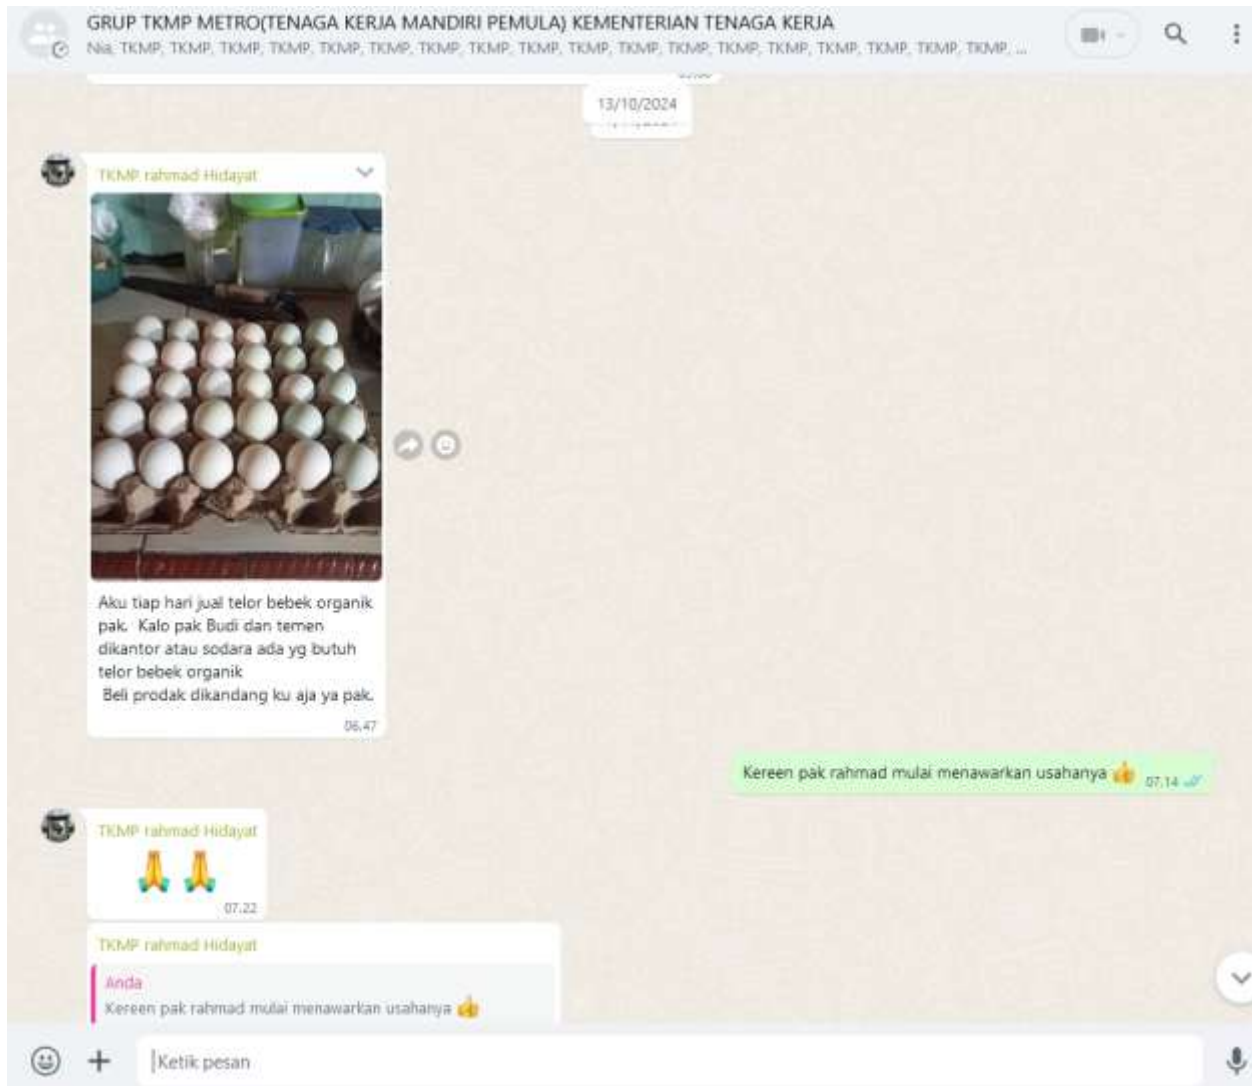 GRUP TKMP METRO(TENAGA KERJA MANDIRI PEMULA) KEMENTERIAN TENAGA KERJA
Nia, TKMP, TKMP, TKMP, TKMP, TKMP, TKMP, TKMP, TKMP, TKMP, TKMP, TKMP, TKMP, TKMP, TKMP, TKMP, TKMP, TKMP, ...
13/10/2024
TKMP rahmad Hidayat
Aku tiap hari jual telor bebek organik
pak. Kalo pak Budi dan temen
dikantor atau sodara ada yg butuh
telor bebek organik
Beli prodak dikandang ku aja ya pak.
06.47
Kereen pak rahmad mulai menawarkan usahanya 👍 07.14
TKMP rahmad Hidayat
🙏 🙏
07.22
TKMP rahmad Hidayat
Anda
Kereen pak rahmad mulai menawarkan usahanya 👍
Ketik pesan